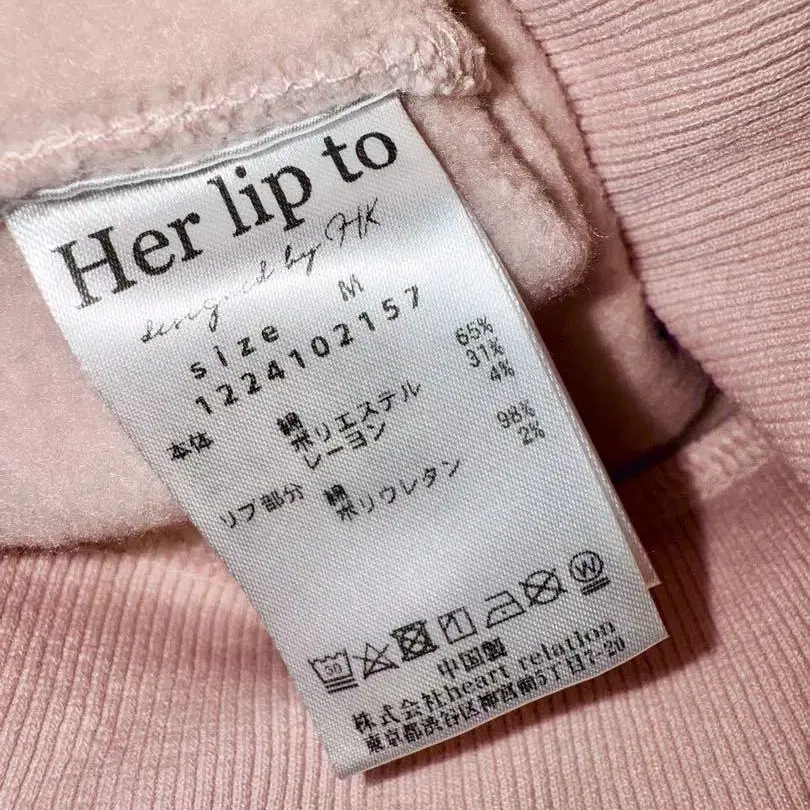 Her lip to
designed by HK
size M
1224102157
本体 綿 65%
ポリエステル 31%
レーヨン 4%
リブ部分 綿 98%
ポリウレタン 2%
30
W
中国製
株式会社heart relation
東京都渋谷区神宮前5丁目7-20